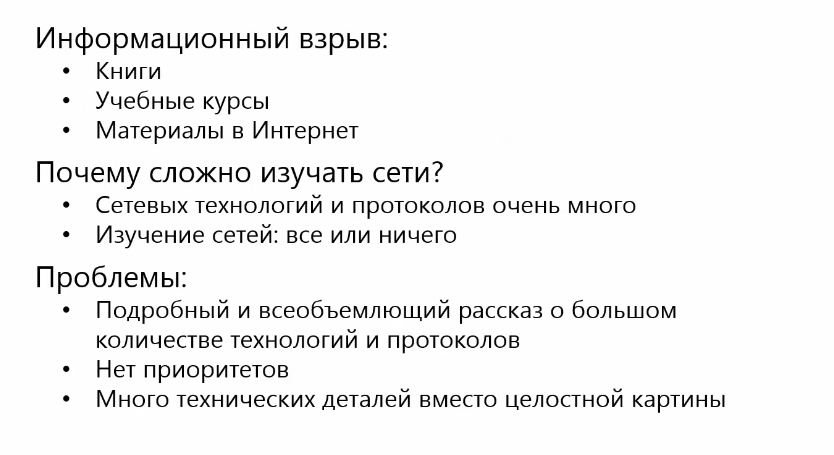 Информационный взрыв:
• Книги
• Учебные курсы
• Материалы в Интернет
Почему сложно изучать сети?
• Сетевых технологий и протоколов очень много
• Изучение сетей: все или ничего
Проблемы:
• Подробный и всеобъемлющий рассказ о большом
количестве технологий и протоколов
• Нет приоритетов
• Много технических деталей вместо целостной картины